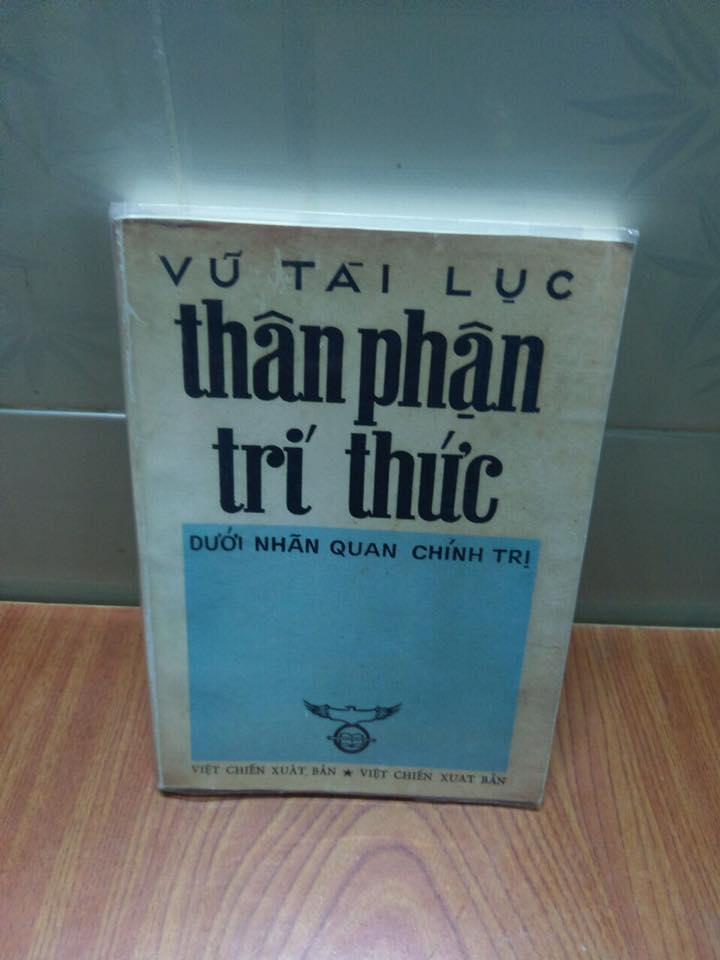 VŨ TÀI LỤC
thân phận
trí thức
DƯỚI NHÃN QUAN CHÍNH TRỊ
VIỆT CHIẾN XUẤT BẢN ★ VIỆT CHIẾN XUẤT BẢN